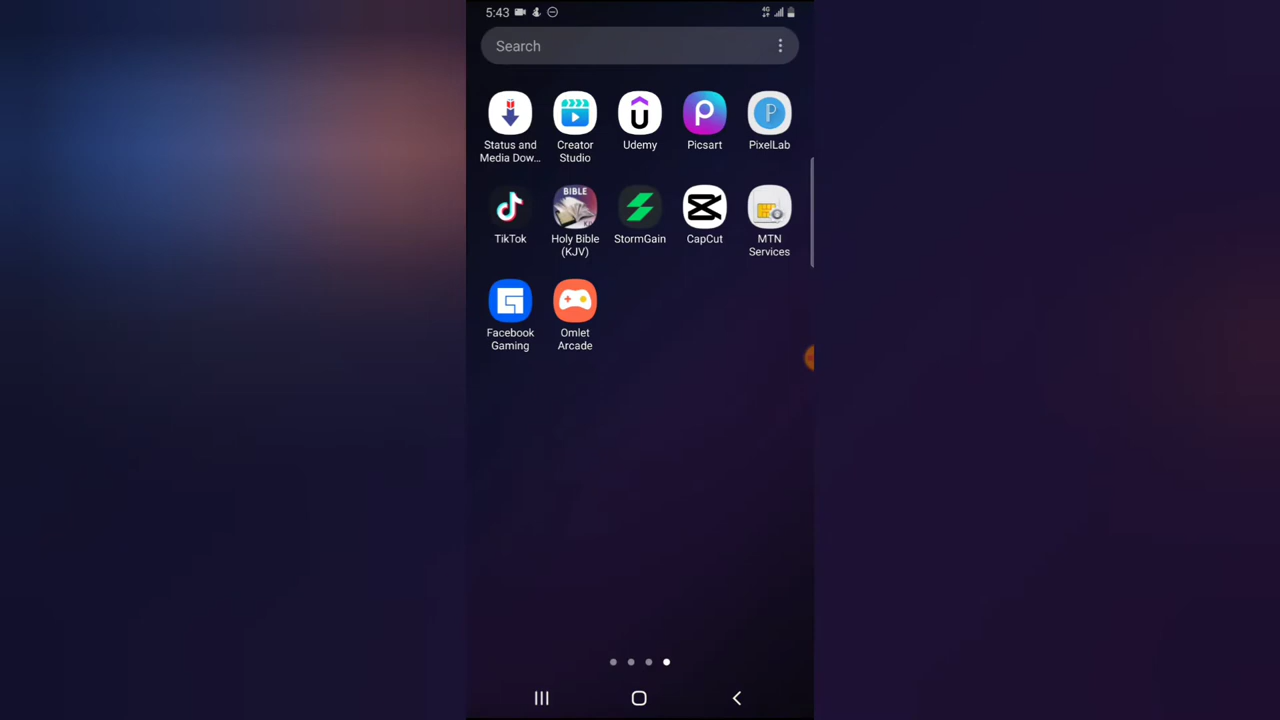 5:43
4G
Search
Status and
Media Dow...
Creator
Studio
Udemy
Picsart
PixelLab
TikTok
BIBLE
Holy Bible
(KJV)
StormGain
CapCut
MTN
Services
Facebook
Gaming
Omlet
Arcade